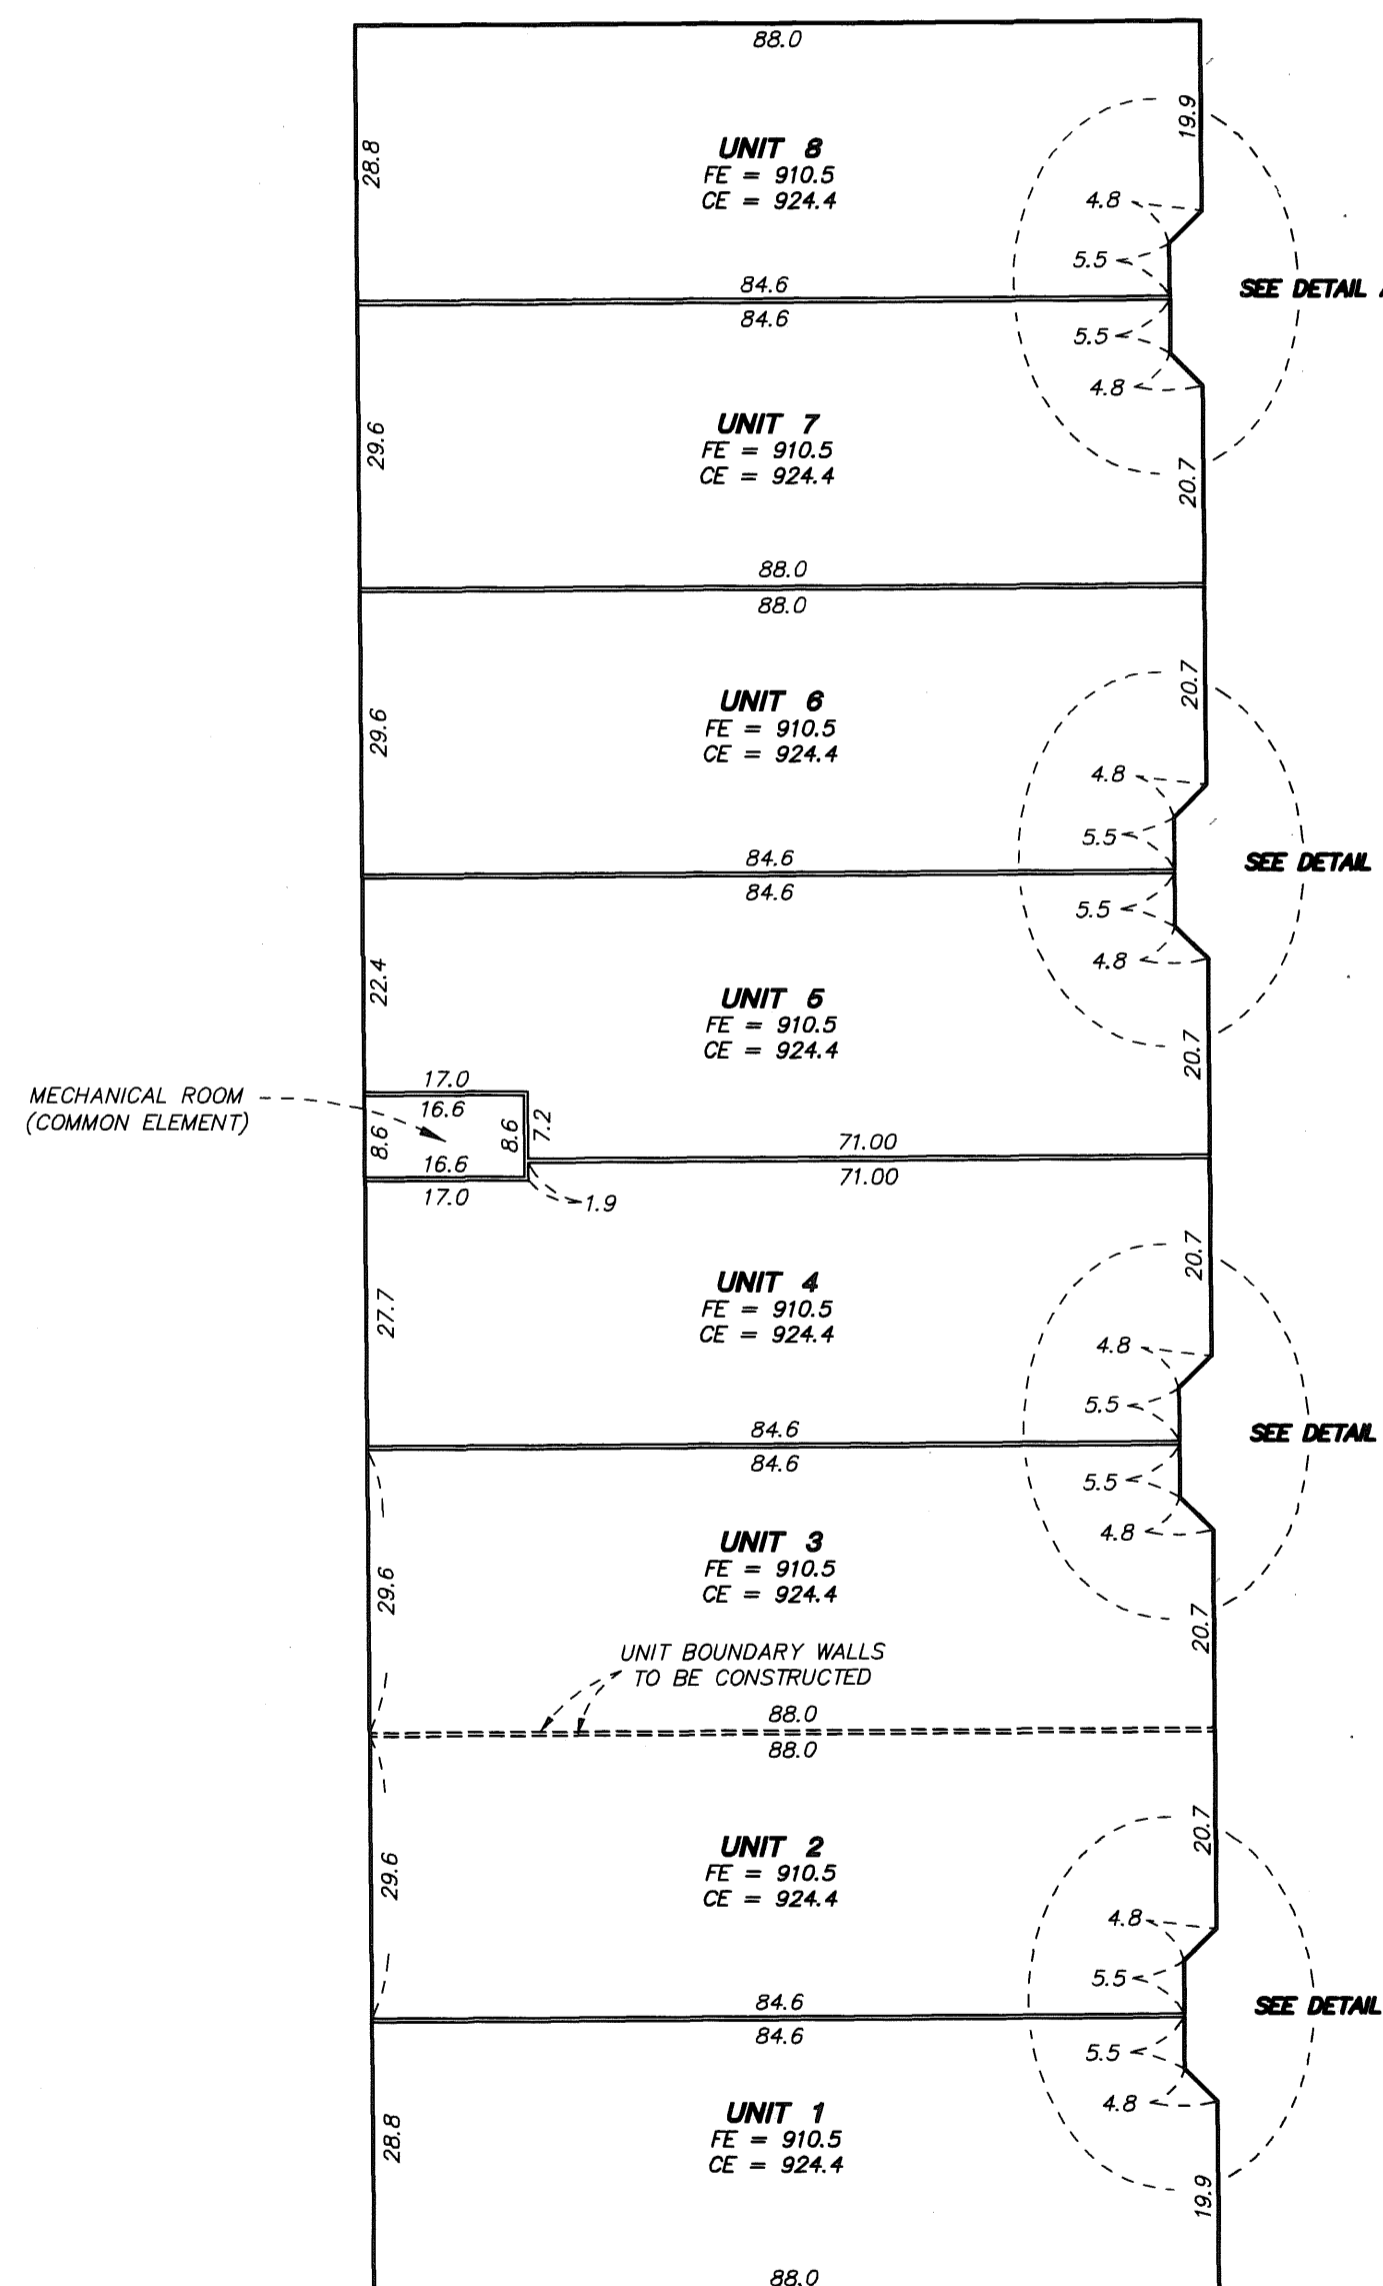 88.0
28.8
19.9
UNIT 8
FE = 910.5
CE = 924.4
4.8
5.5
84.6
SEE DETAIL
84.6
5.5
4.8
29.6
UNIT 7
FE = 910.5
CE = 924.4
20.7
88.0
88.0
20.7
29.6
UNIT 6
FE = 910.5
CE = 924.4
4.8
5.5
84.6
SEE DETAIL
84.6
5.5
4.8
22.4
UNIT 5
FE = 910.5
CE = 924.4
20.7
MECHANICAL ROOM
(COMMON ELEMENT)
17.0
16.6
8.6
8.6
7.2
16.6
17.0
1.9
71.00
71.00
20.7
27.7
UNIT 4
FE = 910.5
CE = 924.4
4.8
5.5
84.6
SEE DETAIL
84.6
5.5
4.8
29.6
UNIT 3
FE = 910.5
CE = 924.4
20.7
UNIT BOUNDARY WALLS
TO BE CONSTRUCTED
88.0
88.0
20.7
29.6
UNIT 2
FE = 910.5
CE = 924.4
4.8
5.5
84.6
SEE DETAIL
84.6
5.5
4.8
28.8
UNIT 1
FE = 910.5
CE = 924.4
19.9
88.0